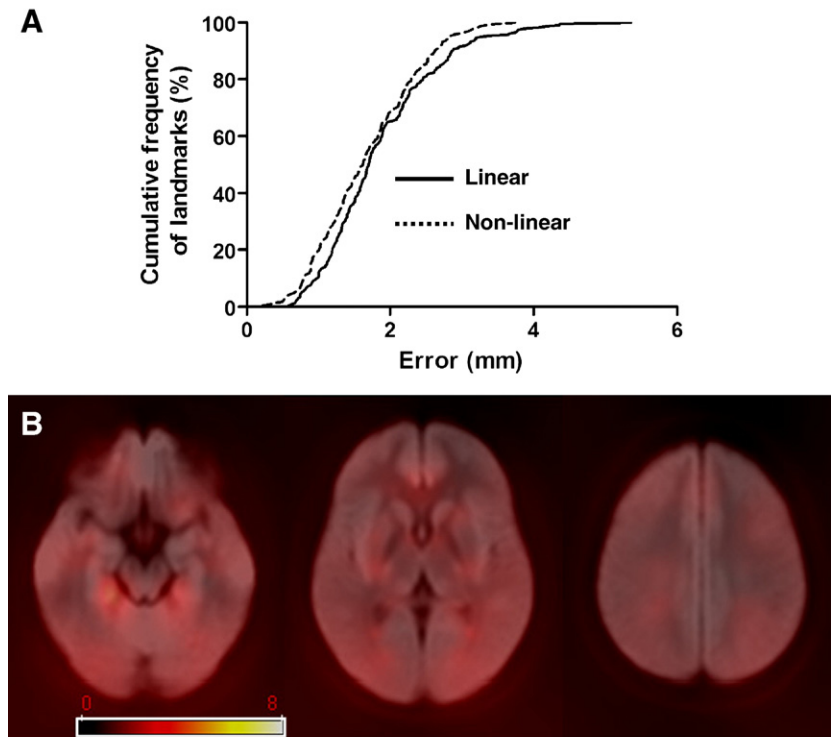 A
Cumulative frequency
of landmarks (%)
100
80
60
40
20
0
0 2 4 6
Error (mm)
Linear
Non-linear
B
0 8